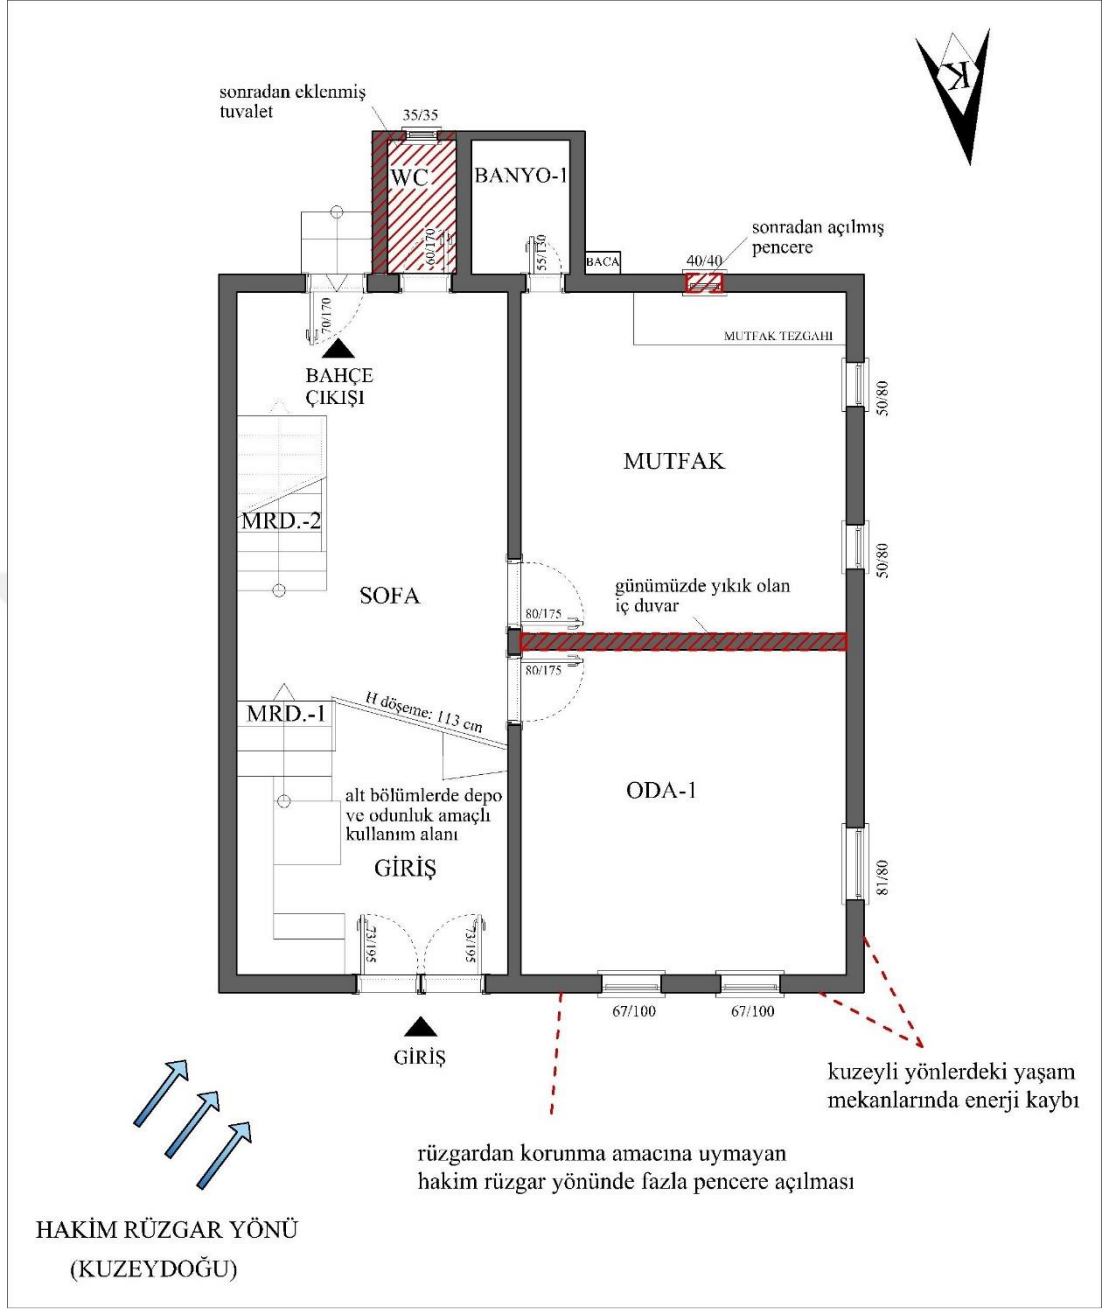 K
sonradan eklenmiş
tuvalet
35/35
WC
BANYO-1
60/170
55/130
BACA
sonradan açılmış
pencere
40/40
70/170
MUTFAK TEZGAHI
BAHÇE
ÇIKIŞI
50/80
MUTFAK
MRD.-2
50/80
SOFA
günümüzde yıkık olan
iç duvar
80/175
80/175
H döşeme: 113 cm
MRD.-1
ODA-1
alt bölümlerde depo
ve odunluk amaçlı
kullanım alanı
GİRİŞ
81/80
73/195
73/195
67/100
67/100
GİRİŞ
kuzeyli yönlerdeki yaşam
mekanlarında enerji kaybı
rüzgardan korunma amacına uymayan
hakim rüzgar yönünde fazla pencere açılması
HAKİM RÜZGAR YÖNÜ
(KUZEYDOĞU)